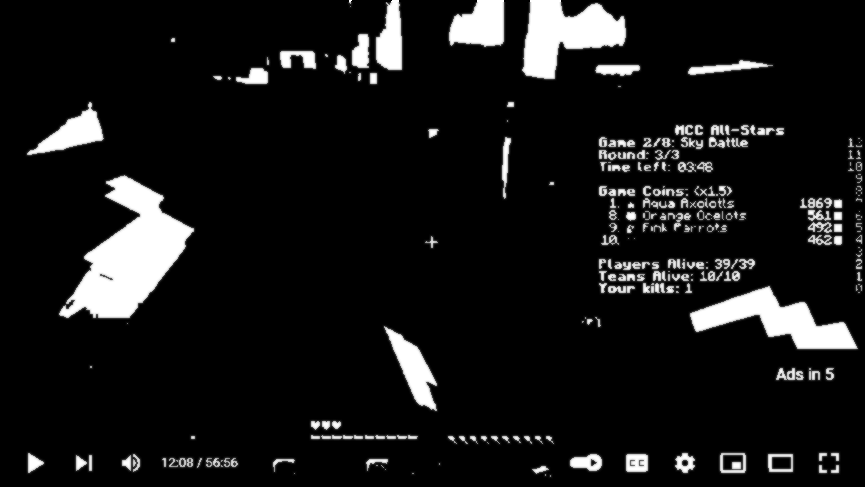 MCC All-Stars
Game 2/8: Sky Battle
Round: 3/3
Time left: 03:46
Game Coins: (x1.5)
1. Aqua Axolotls 1869
8. Orange Ocelots 561
9. Pink Parrots 492
10. 462
Players Alive: 39/39
Teams Alive: 10/10
Your kills: 1
Ads in 5
12:08 / 56:56
CC